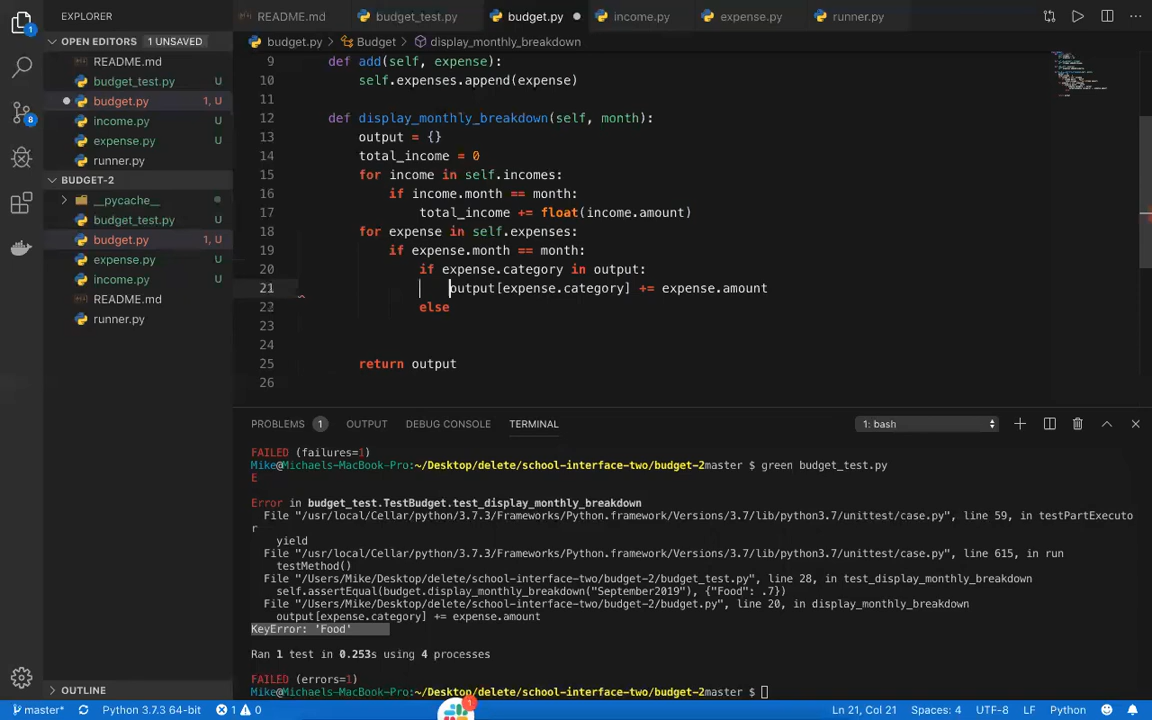 EXPLORER
README.md
budget_test.py
budget.py
income.py
expense.py
runner.py
1
OPEN EDITORS 1 UNSAVED
budget.py > Budget > display_monthly_breakdown
README.md
budget_test.py U
budget.py 1, U
income.py U
expense.py U
runner.py
8
BUDGET-2
__pycache__
budget_test.py U
budget.py 1, U
expense.py U
income.py U
README.md
runner.py
9 def add(self, expense):
10 self.expenses.append(expense)
11
12 def display_monthly_breakdown(self, month):
13 output = {}
14 total_income = 0
15 for income in self.incomes:
16 if income.month == month:
17 total_income += float(income.amount)
18 for expense in self.expenses:
19 if expense.month == month:
20 if expense.category in output:
21 output[expense.category] += expense.amount
22 else
23
24
25 return output
26
PROBLEMS 1 OUTPUT DEBUG CONSOLE TERMINAL 1: bash
FAILED (failures=1)
Mike@Michaels-MacBook-Pro:~/Desktop/delete/school-interface-two/budget-2master $ green budget_test.py
E
Error in budget_test.TestBudget.test_display_monthly_breakdown
File "/usr/local/Cellar/python/3.7.3/Frameworks/Python.framework/Versions/3.7/lib/python3.7/unittest/case.py", line 59, in testPartExecuto
r
yield
File "/usr/local/Cellar/python/3.7.3/Frameworks/Python.framework/Versions/3.7/lib/python3.7/unittest/case.py", line 615, in run
testMethod()
File "/Users/Mike/Desktop/delete/school-interface-two/budget-2/budget_test.py", line 28, in test_display_monthly_breakdown
self.assertEqual(budget.display_monthly_breakdown("September2019"), {"Food": .7})
File "/Users/Mike/Desktop/delete/school-interface-two/budget-2/budget.py", line 20, in display_monthly_breakdown
output[expense.category] += expense.amount
KeyError: 'Food'
Ran 1 test in 0.253s using 4 processes
FAILED (errors=1)
Mike@Michaels-MacBook-Pro:~/Desktop/delete/school-interface-two/budget-2master $
OUTLINE
master* Python 3.7.3 64-bit 1 0 1 Ln 21, Col 21 Spaces: 4 UTF-8 LF Python